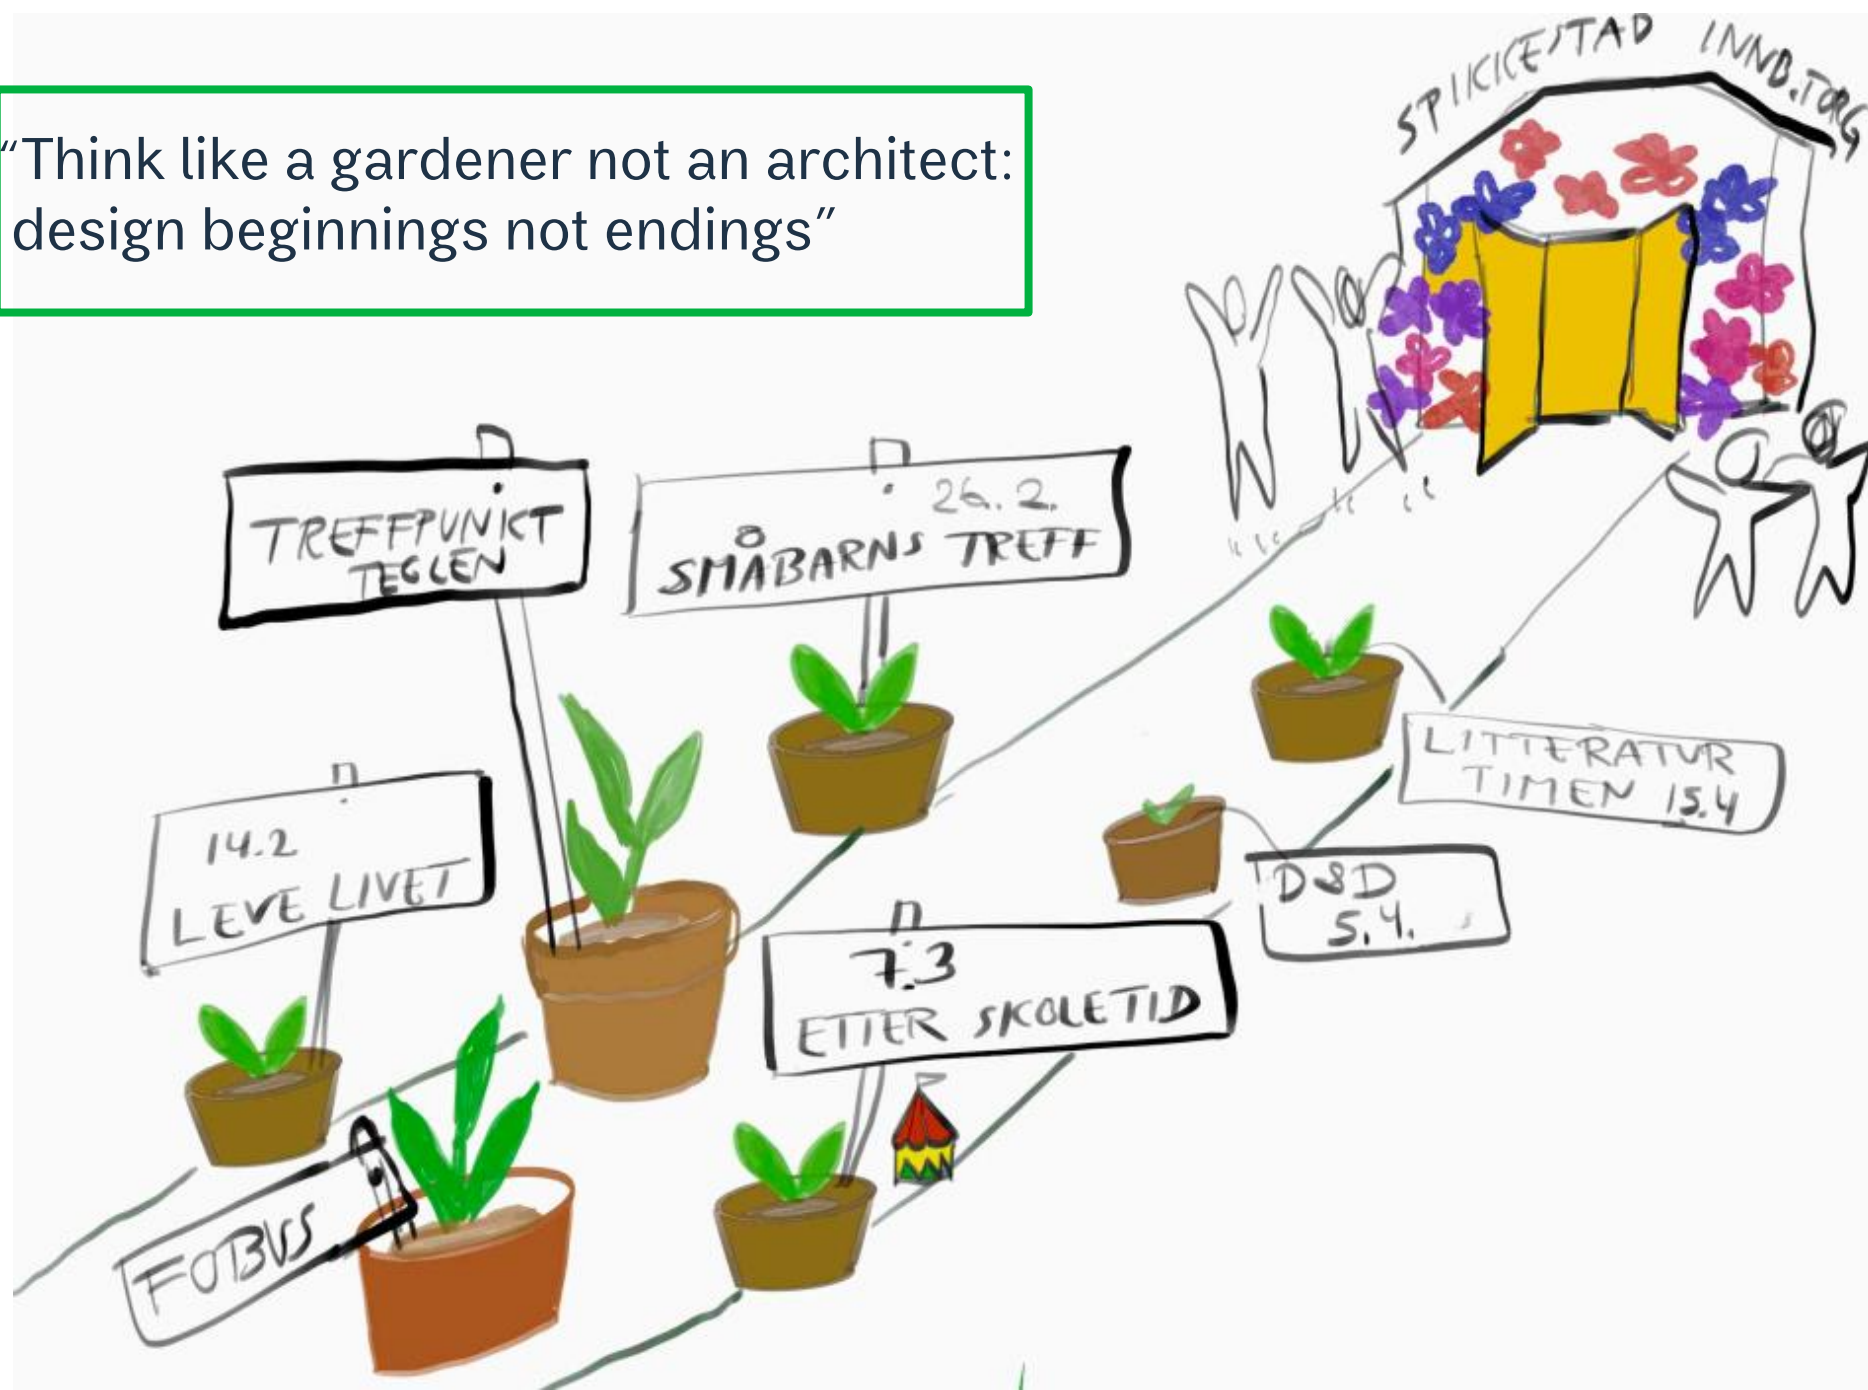 “Think like a gardener not an architect:
design beginnings not endings”
SPIKKESTAD INNB.TORG
TREFFPUNKT
TEGLEN
26.2.
SMÅBARNS TREFF
LITTERATUR
TIMEN 15.4
14.2
LEVE LIVET
D&D
5.4.
7.3
ETTER SKOLETID
FOBUS